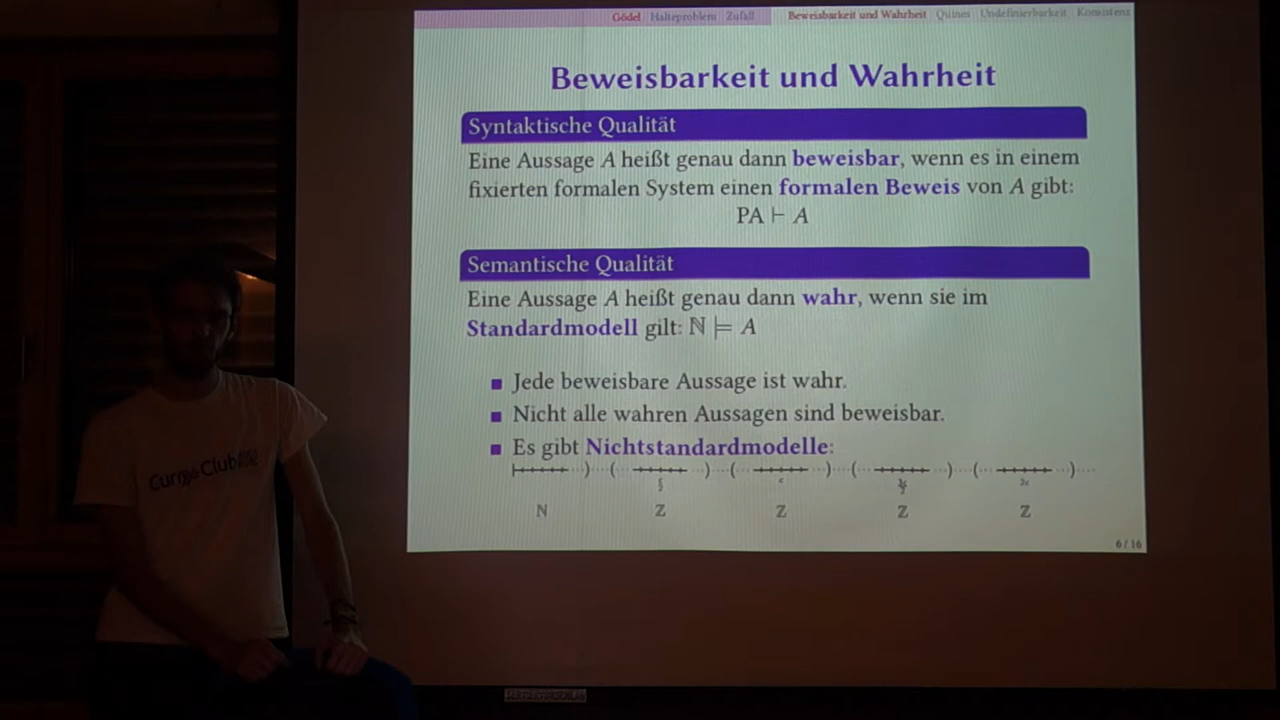 Gödel Halteproblem Zufall Beweisbarkeit und Wahrheit Quines Undefinierbarkeit Konsistenz
Beweisbarkeit und Wahrheit
Syntaktische Qualität
Eine Aussage A heißt genau dann beweisbar, wenn es in einem
fixierten formalen System einen formalen Beweis von A gibt:
PA ⊢ A
Semantische Qualität
Eine Aussage A heißt genau dann wahr, wenn sie im
Standardmodell gilt: ℕ ⊨ A
Jede beweisbare Aussage ist wahr.
Nicht alle wahren Aussagen sind beweisbar.
Es gibt Nichtstandardmodelle:
ℕ ℤ ℤ ℤ ℤ
6 / 16